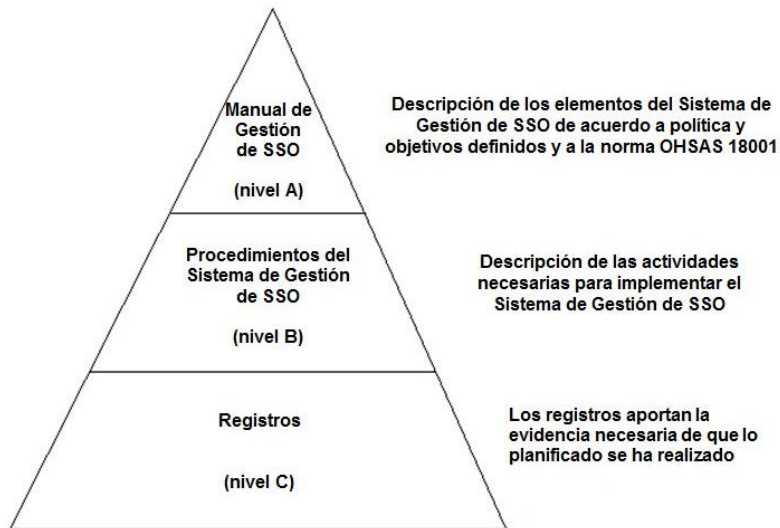 Manual de
Gestión
de SSO
(nivel A)
Descripción de los elementos del Sistema de
Gestión de SSO de acuerdo a política y
objetivos definidos y a la norma OHSAS 18001
Procedimientos del
Sistema de Gestión
de SSO
(nivel B)
Descripción de las actividades
necesarias para implementar el
Sistema de Gestión de SSO
Registros
(nivel C)
Los registros aportan la
evidencia necesaria de que lo
planificado se ha realizado